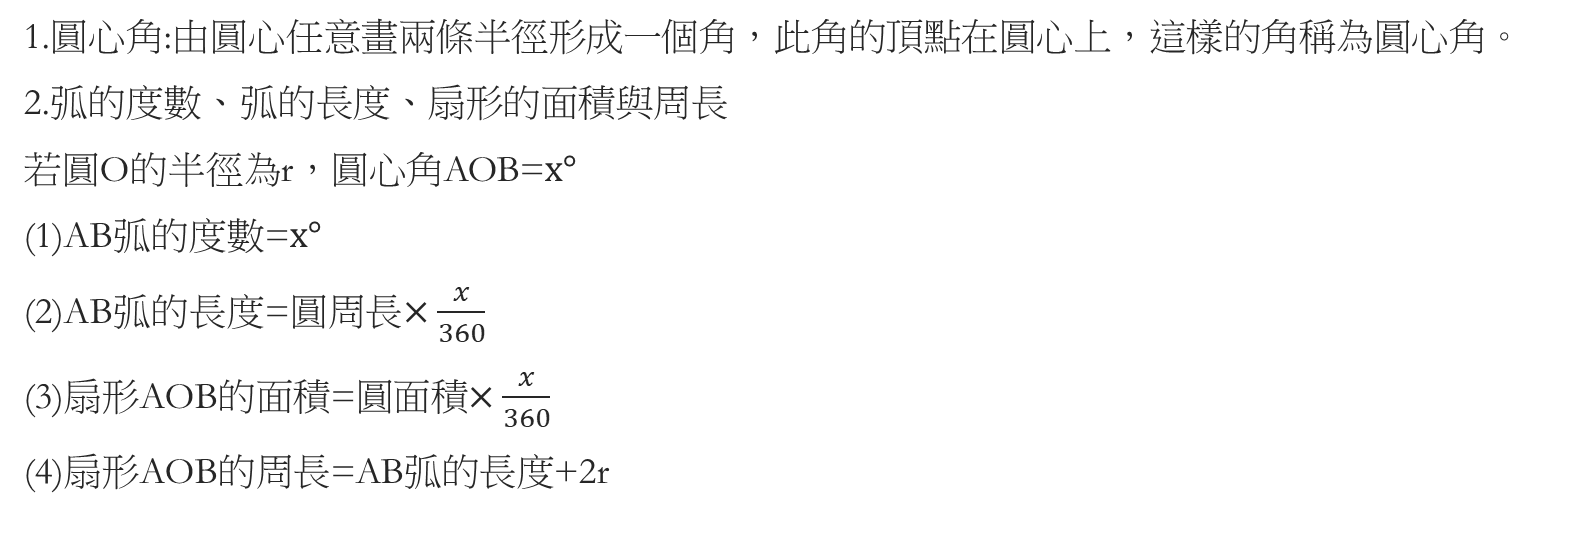 1.圓心角:由圓心任意畫兩條半徑形成一個角，此角的頂點在圓心上，這樣的角稱為圓心角。
2.弧的度數、弧的長度、扇形的面積與周長
若圓O的半徑為r，圓心角AOB=x°
(1)AB弧的度數=x°
(2)AB弧的長度=圓周長×x/360
(3)扇形AOB的面積=圓面積×x/360
(4)扇形AOB的周長=AB弧的長度+2r